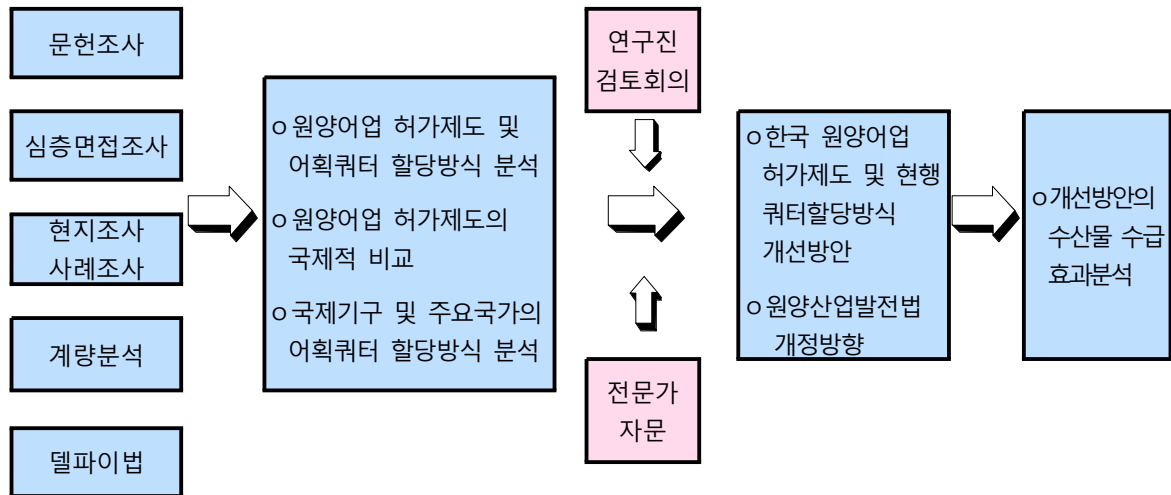 문헌조사
심층면접조사
현지조사
사례조사
계량분석
델파이법
o 원양어업 허가제도 및
어획쿼터 할당방식 분석
o 원양어업 허가제도의
국제적 비교
o 국제기구 및 주요국가의
어획쿼터 할당방식 분석
연구진
검토회의
전문가
자문
o 한국 원양어업
허가제도 및 현행
쿼터할당방식
개선방안
o 원양산업발전법
개정방향
o 개선방안의
수산물 수급
효과분석